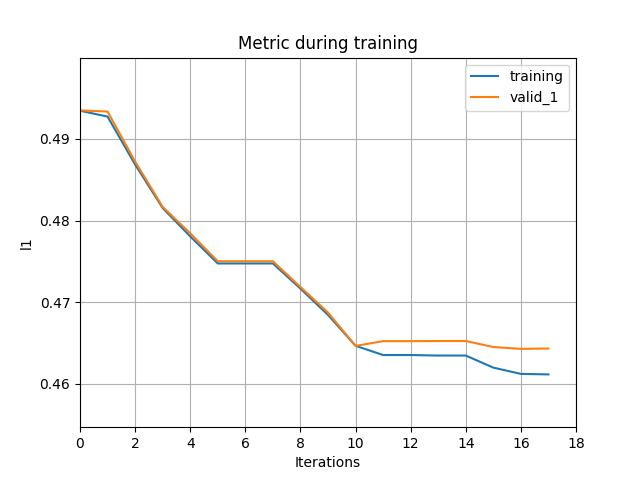 Metric during training
training
valid_1
0.49
0.48
0.47
0.46
l1
0 2 4 6 8 10 12 14 16 18
Iterations